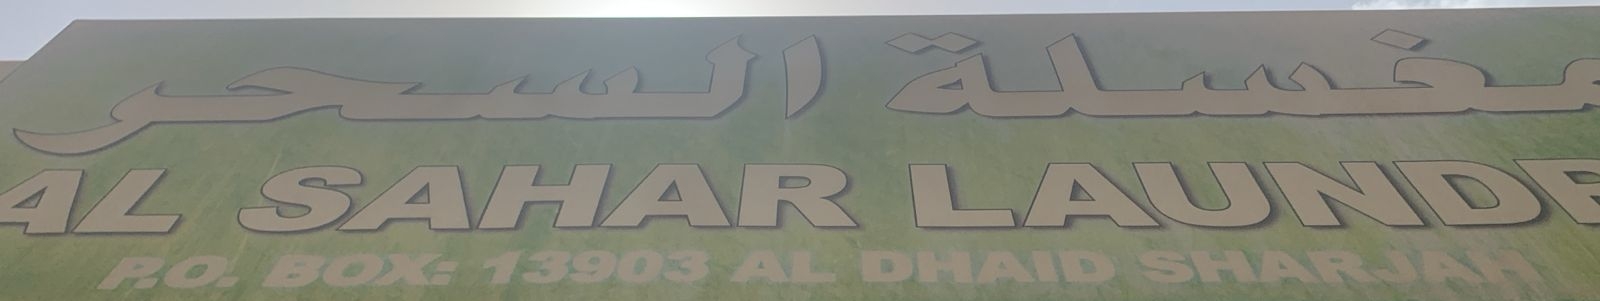 مغسلة السحر
AL SAHAR LAUNDR
P.O. BOX: 13903 AL DHAID SHARJAH